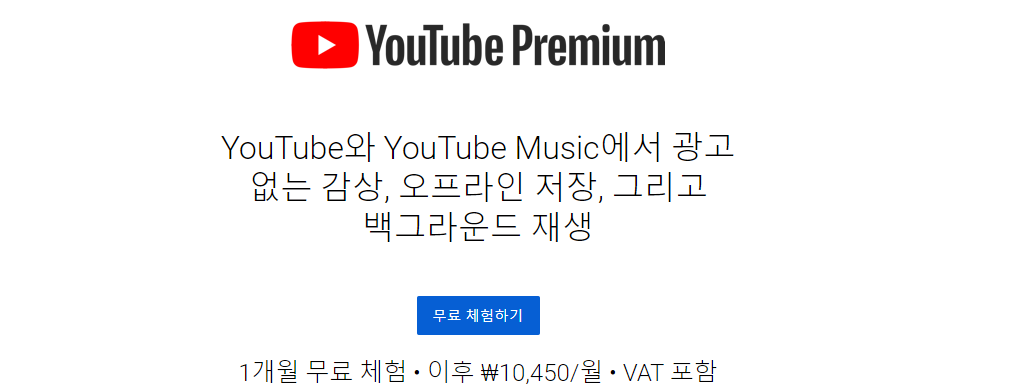 YouTube Premium
YouTube와 YouTube Music에서 광고
없는 감상, 오프라인 저장, 그리고
백그라운드 재생
무료 체험하기
1개월 무료 체험 • 이후 ₩10,450/월 • VAT 포함